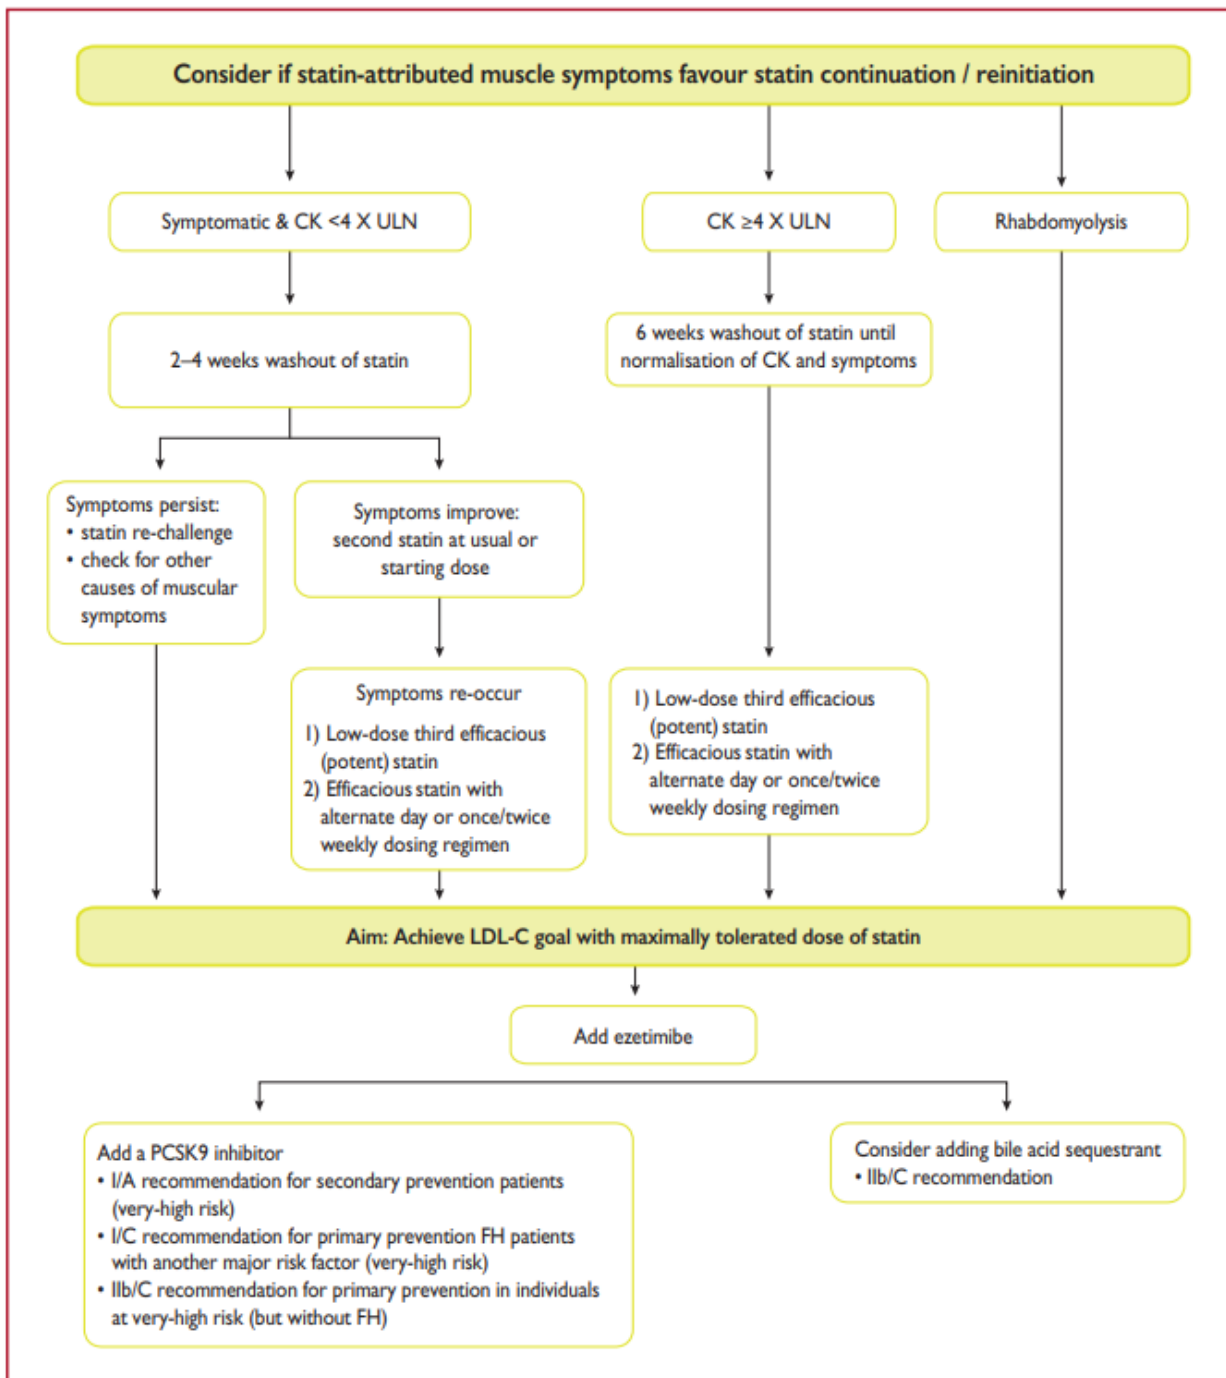 Consider if statin-attributed muscle symptoms favour statin continuation / reinitiation
Symptomatic & CK <4 X ULN
CK ≥4 X ULN
Rhabdomyolysis
2–4 weeks washout of statin
6 weeks washout of statin until
normalisation of CK and symptoms
Symptoms persist:
• statin re-challenge
• check for other
causes of muscular
symptoms
Symptoms improve:
second statin at usual or
starting dose
Symptoms re-occur
1) Low-dose third efficacious
(potent) statin
2) Efficacious statin with
alternate day or once/twice
weekly dosing regimen
1) Low-dose third efficacious
(potent) statin
2) Efficacious statin with
alternate day or once/twice
weekly dosing regimen
Aim: Achieve LDL-C goal with maximally tolerated dose of statin
Add ezetimibe
Add a PCSK9 inhibitor
• I/A recommendation for secondary prevention patients
(very-high risk)
• I/C recommendation for primary prevention FH patients
with another major risk factor (very-high risk)
• IIb/C recommendation for primary prevention in individuals
at very-high risk (but without FH)
Consider adding bile acid sequestrant
• IIb/C recommendation